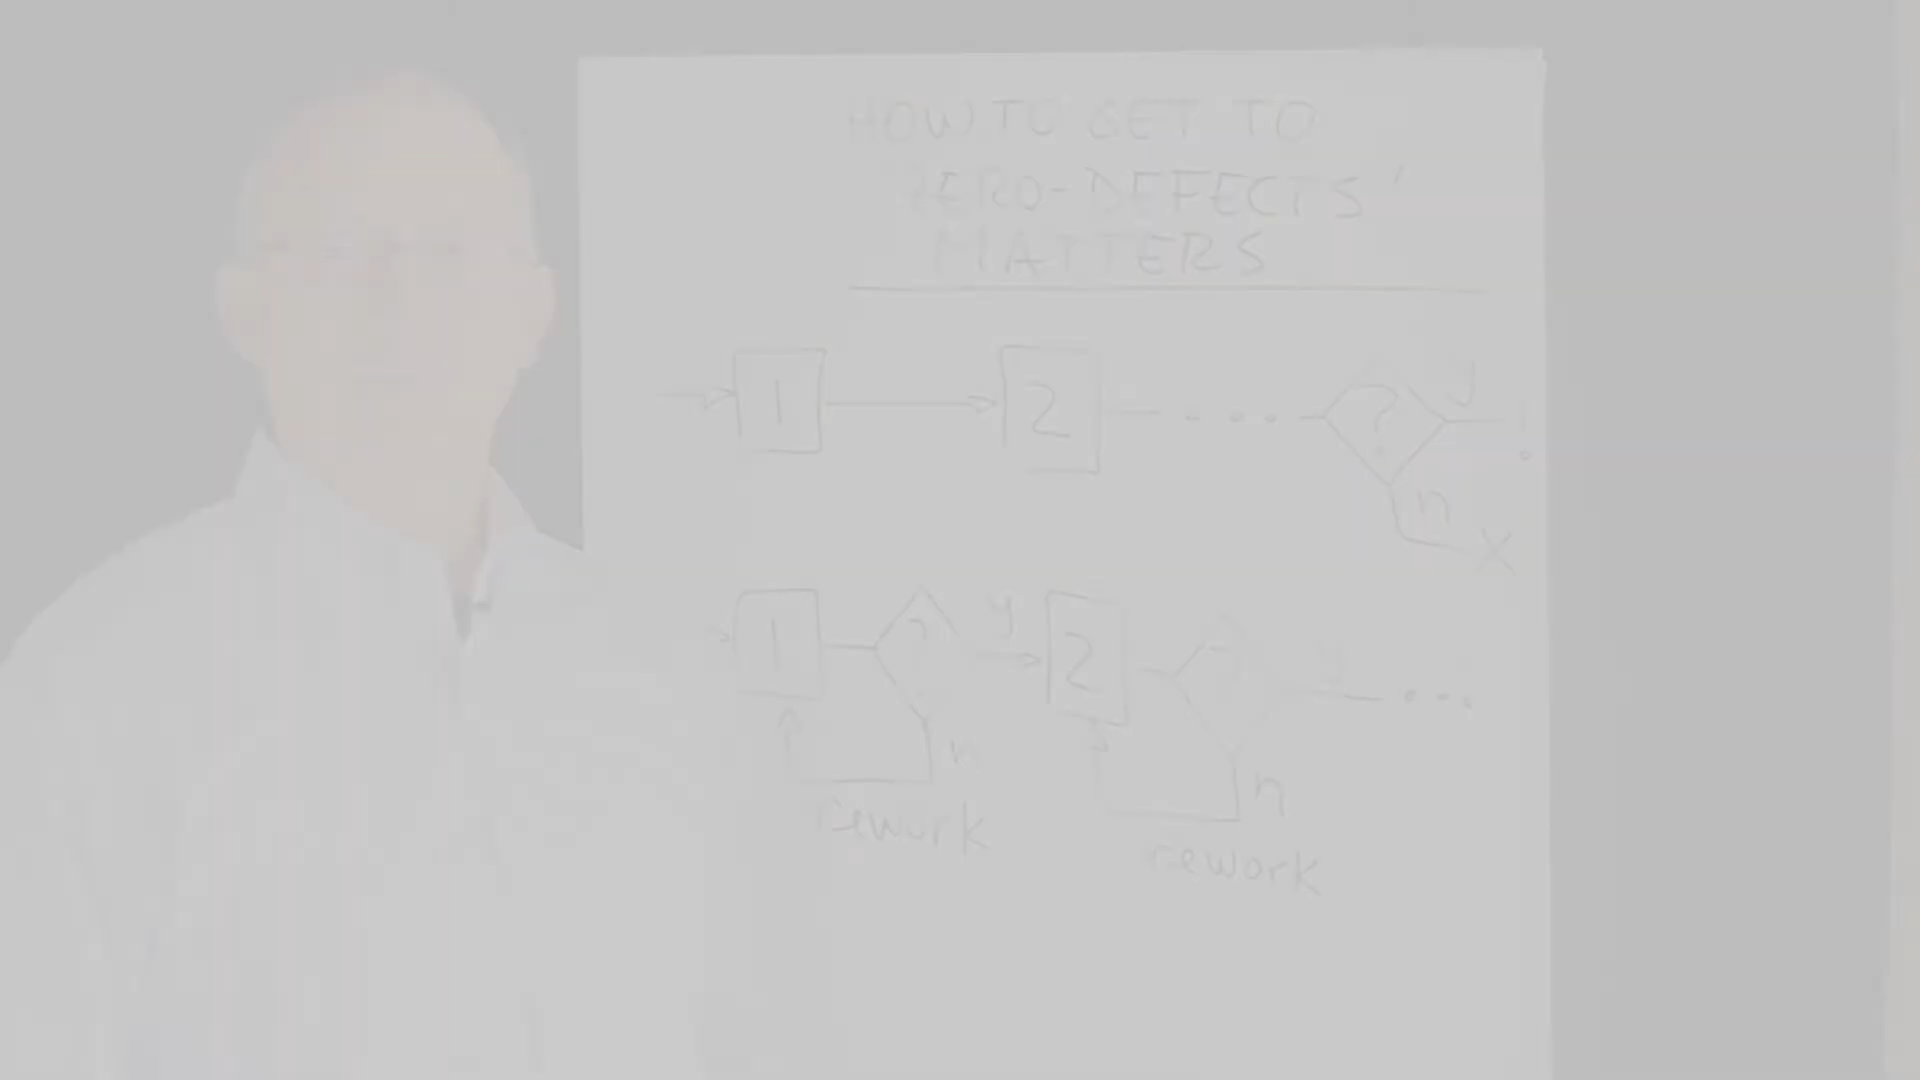 HOW TO GET TO
'ZERO-DEFECTS'
MATTERS
1 2 ? y
n X
1 ? y 2 ? y
n n
rework rework